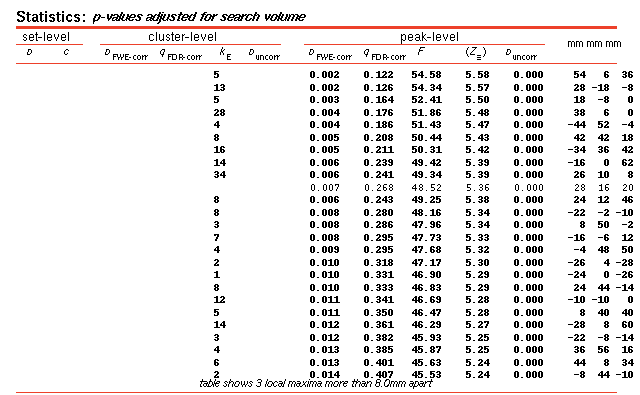 Statistics: p-values adjusted for search volume
set-level cluster-level peak-level mm mm mm
p c p FWE-corr q FDR-corr k E p uncorr p FWE-corr q FDR-corr F (Z≡) p uncorr
5 0.002 0.122 54.58 5.58 0.000 54 6 36
13 0.002 0.126 54.34 5.57 0.000 28 -18 -8
5 0.003 0.164 52.41 5.50 0.000 18 -8 0
28 0.004 0.176 51.86 5.48 0.000 38 6 0
4 0.004 0.186 51.43 5.47 0.000 -44 52 -4
8 0.005 0.208 50.44 5.43 0.000 42 42 18
16 0.005 0.211 50.31 5.42 0.000 -34 36 42
14 0.006 0.239 49.42 5.39 0.000 -16 0 62
34 0.006 0.241 49.34 5.39 0.000 26 10 8
0.007 0.268 48.52 5.36 0.000 28 16 20
8 0.006 0.243 49.25 5.38 0.000 24 12 46
8 0.008 0.280 48.16 5.34 0.000 -22 -2 -10
3 0.008 0.286 47.96 5.34 0.000 8 50 -2
7 0.008 0.295 47.73 5.33 0.000 -16 -6 12
4 0.009 0.295 47.68 5.32 0.000 -4 48 50
2 0.010 0.318 47.17 5.30 0.000 -26 4 -28
1 0.010 0.331 46.90 5.29 0.000 -24 0 -26
8 0.010 0.333 46.83 5.29 0.000 24 44 -14
12 0.011 0.341 46.69 5.28 0.000 -10 -10 0
5 0.011 0.350 46.47 5.28 0.000 8 40 40
14 0.012 0.361 46.29 5.27 0.000 -28 8 60
3 0.012 0.382 45.93 5.25 0.000 -22 -8 -14
4 0.013 0.385 45.87 5.25 0.000 36 56 16
6 0.013 0.401 45.63 5.24 0.000 44 8 34
2 0.014 0.407 45.53 5.24 0.000 -8 44 -10
table shows 3 local maxima more than 8.0mm apart